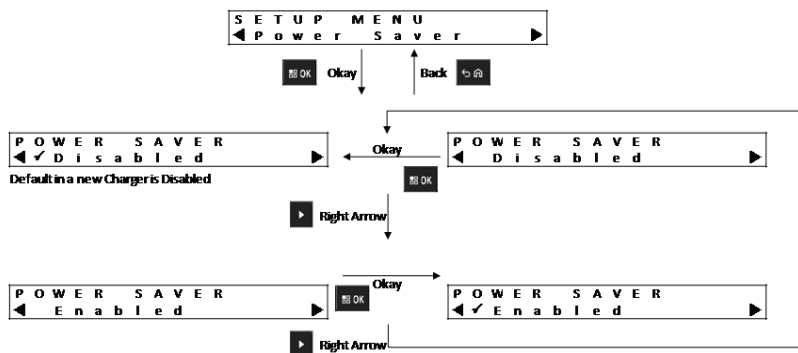 SETUP MENU
◀ Power Saver ▶
OK Okay Back
POWER SAVER
◀ ✓ Disabled ▶
Okay
POWER SAVER
◀ Disabled ▶
Default in a new Charger is Disabled
OK
Right Arrow
POWER SAVER
◀ Enabled ▶
Okay
OK
POWER SAVER
◀ ✓ Enabled ▶
Right Arrow